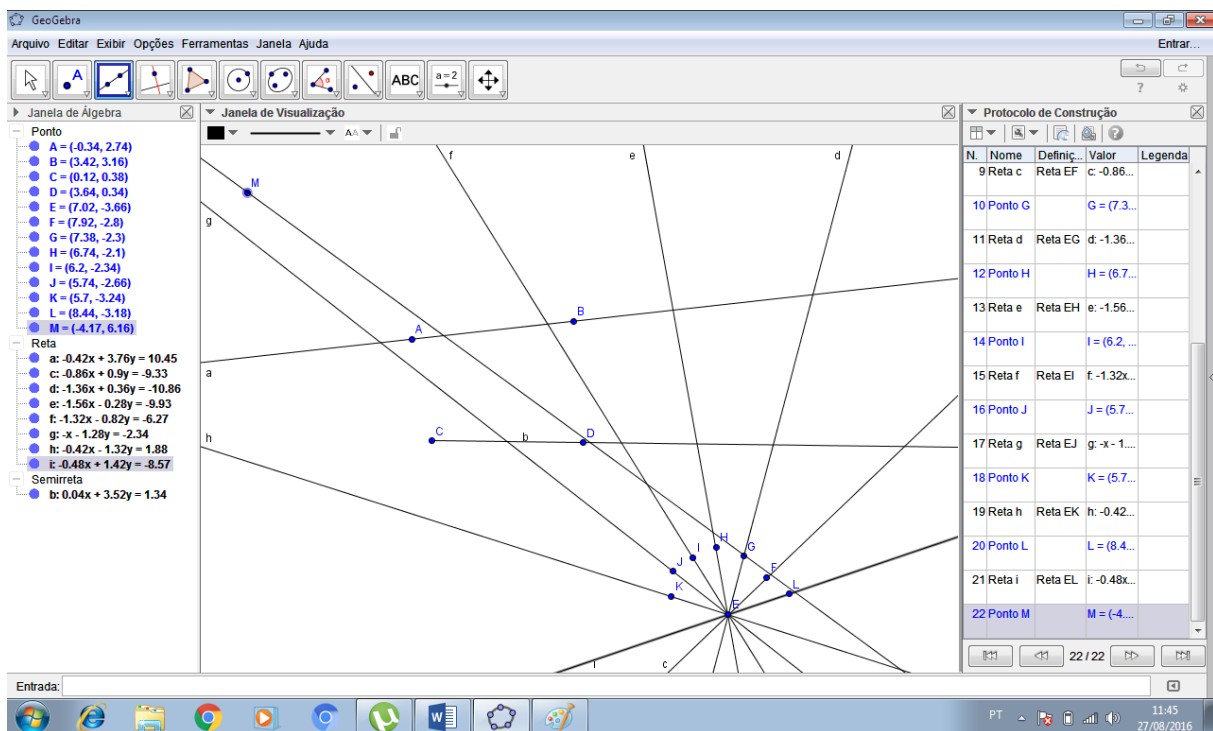 GeoGebra
Arquivo Editar Exibir Opções Ferramentas Janela Ajuda
Entrar...
A
α
ABC
a = 2
?
Janela de Álgebra
Ponto
A = (-0.34, 2.74)
B = (3.42, 3.16)
C = (0.12, 0.38)
D = (3.64, 0.34)
E = (7.02, -3.66)
F = (7.92, -2.8)
G = (7.38, -2.3)
H = (6.74, -2.1)
I = (6.2, -2.34)
J = (5.74, -2.66)
K = (5.7, -3.24)
L = (8.44, -3.18)
M = (-4.17, 6.16)
Reta
a: -0.42x + 3.76y = 10.45
c: -0.86x + 0.9y = -9.33
d: -1.36x + 0.36y = -10.86
e: -1.56x - 0.28y = -9.93
f: -1.32x - 0.82y = -6.27
g: -x - 1.28y = -2.34
h: -0.42x - 1.32y = 1.88
i: -0.48x + 1.42y = -8.57
Semirreta
b: 0.04x + 3.52y = 1.34
Janela de Visualização
AA
f
e
d
M
g
B
A
a
C
b
D
h
H
I
G
J
F
K
L
E
i
c
Protocolo de Construção
N. Nome Definiç... Valor Legenda
9 Reta c Reta EF c: -0.86...
10 Ponto G G = (7.3...
11 Reta d Reta EG d: -1.36...
12 Ponto H H = (6.7...
13 Reta e Reta EH e: -1.56...
14 Ponto I I = (6.2, ...
15 Reta f Reta EI f: -1.32x...
16 Ponto J J = (5.7...
17 Reta g Reta EJ g: -x - 1....
18 Ponto K K = (5.7...
19 Reta h Reta EK h: -0.42...
20 Ponto L L = (8.4...
21 Reta i Reta EL i: -0.48x...
22 Ponto M M = (-4....
22 / 22
Entrada:
W
PT
11:45
27/08/2016